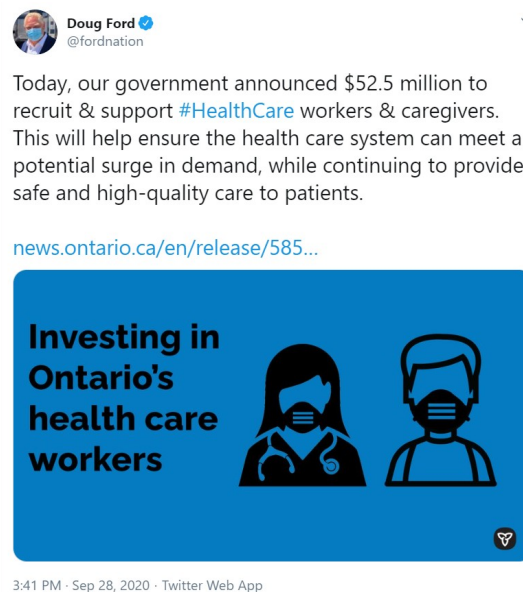 Doug Ford
@fordnation
Today, our government announced $52.5 million to
recruit & support #HealthCare workers & caregivers.
This will help ensure the health care system can meet a
potential surge in demand, while continuing to provide
safe and high-quality care to patients.
news.ontario.ca/en/release/585...
Investing in
Ontario's
health care
workers
3:41 PM · Sep 28, 2020 · Twitter Web App